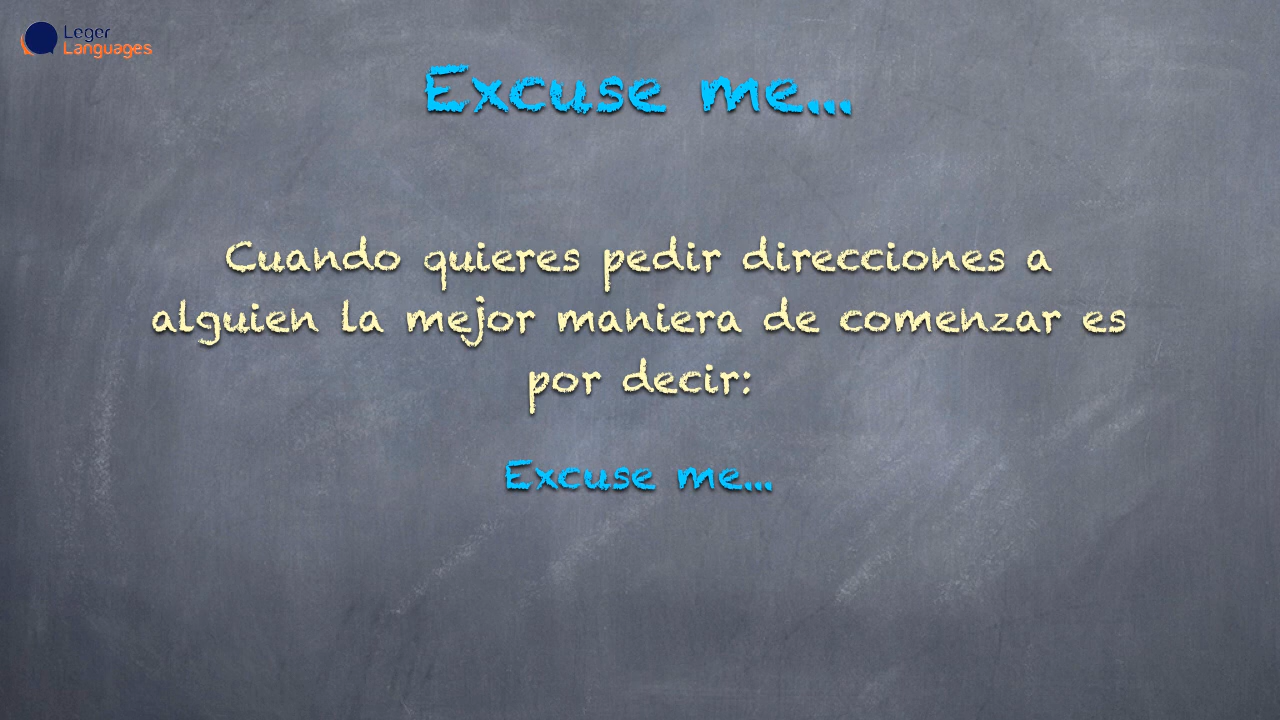 Leger
Languages
Excuse me...
Cuando quieres pedir direcciones a
alguien la mejor maniera de comenzar es
por decir:
Excuse me...